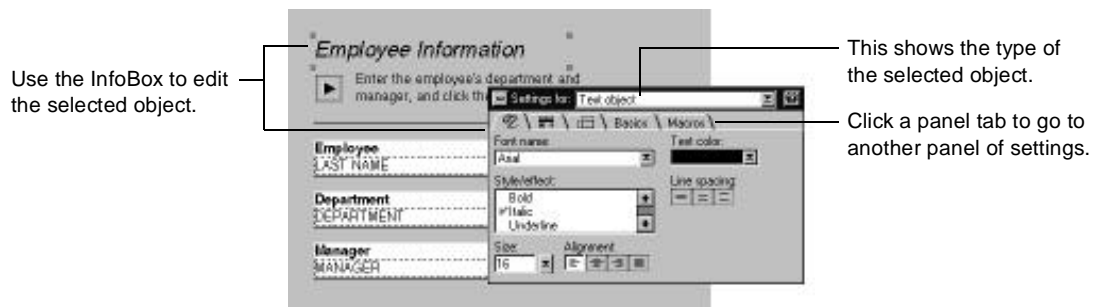 Use the InfoBox to edit
the selected object.
Employee Information
Enter the employee's department and
manager, and click the
Employee
LAST NAME
Department
DEPARTMENT
Manager
MANAGER
Settings for: Text object
Basics
Macros
Font name:
Arial
Text color:
Style/effect:
Bold
Italic
Underline
Line spacing:
Size:
16
Alignment:
This shows the type of
the selected object.
Click a panel tab to go to
another panel of settings.